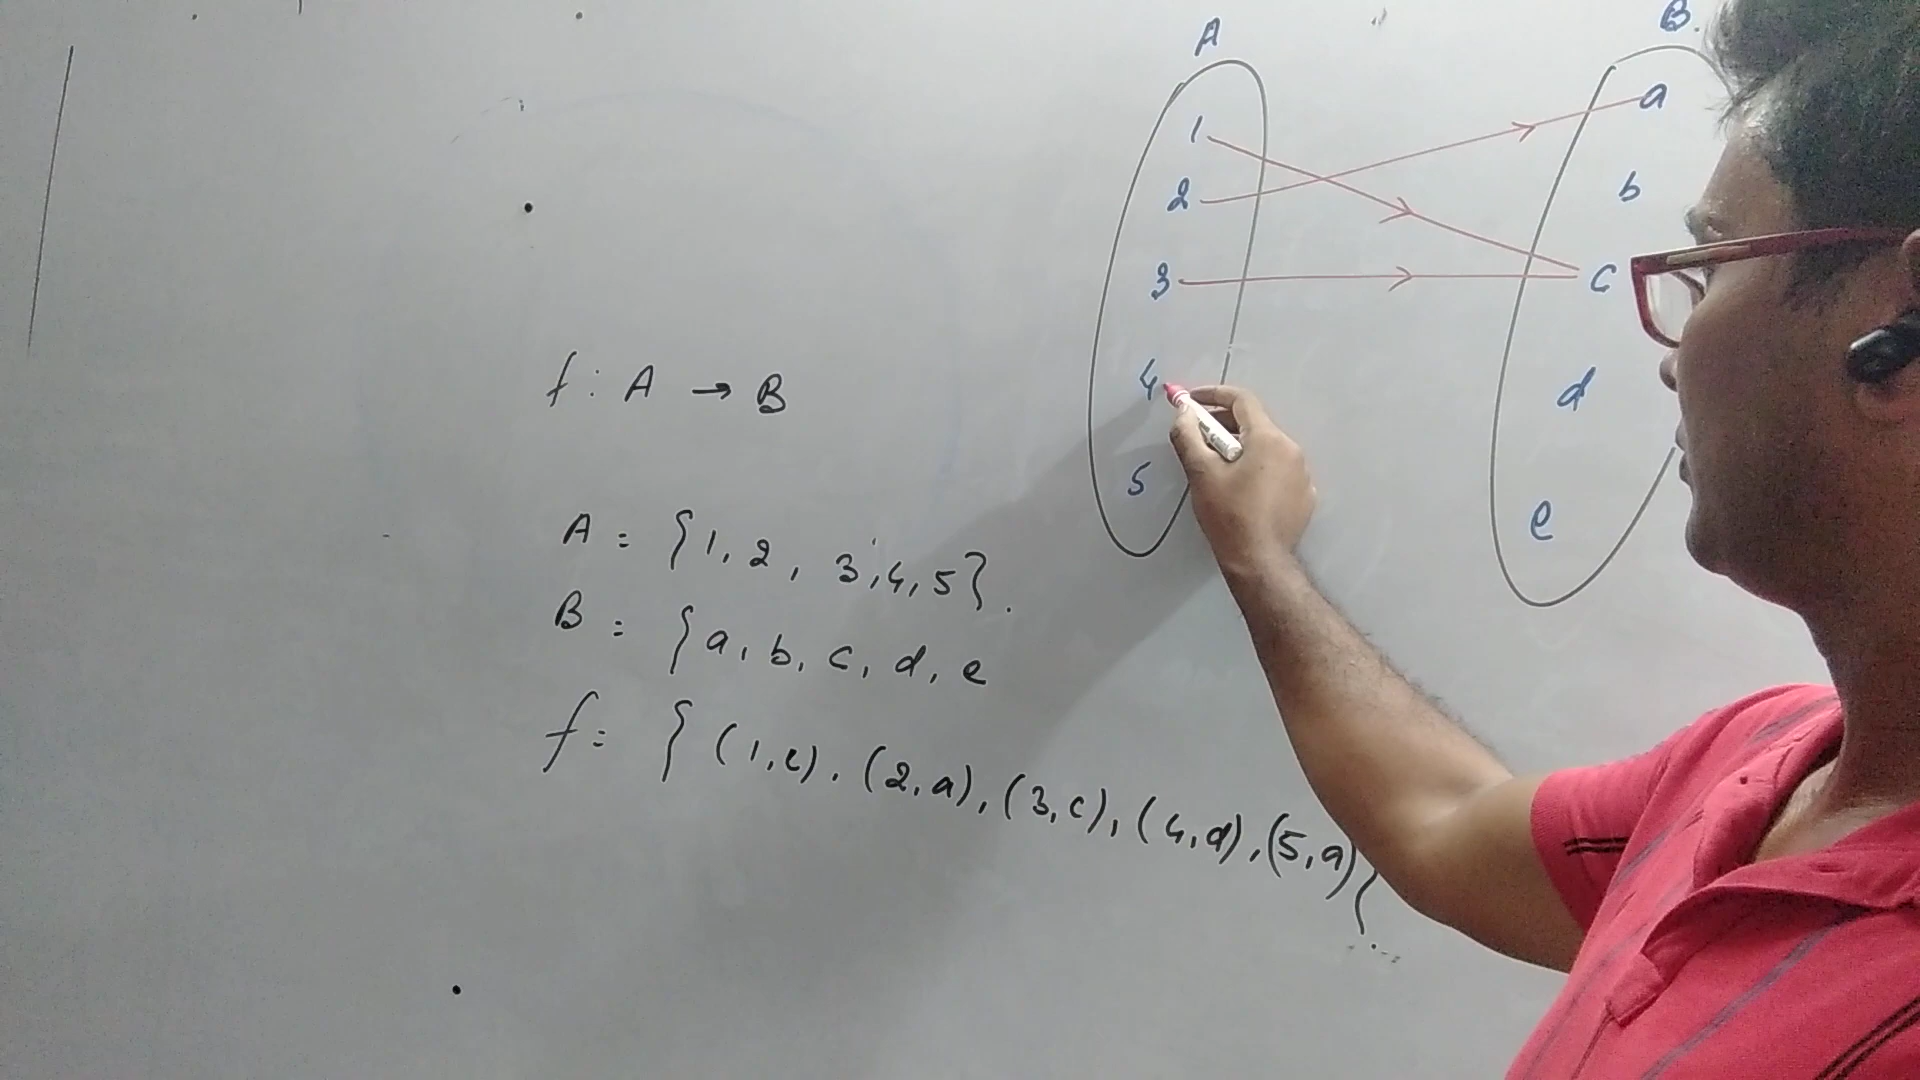 A
B.
1
a
2
b
3
c
4
d
5
e
f : A → B
A = {1, 2, 3, 4, 5}.
B = {a, b, c, d, e
f = { (1, c), (2, a), (3, c), (4, d), (5, a) }